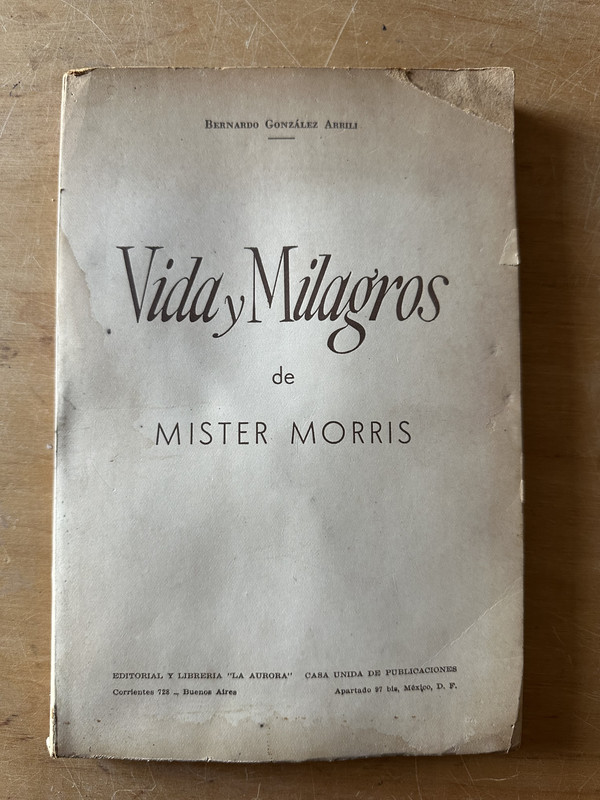 BERNARDO GONZÁLEZ ARRILI
Vida y Milagros
de
MISTER MORRIS
EDITORIAL Y LIBRERIA "LA AURORA" CASA UNIDA DE PUBLICACIONES
Corrientes 728 ., Buenos Aires Apartado 97 bis, México, D. F.